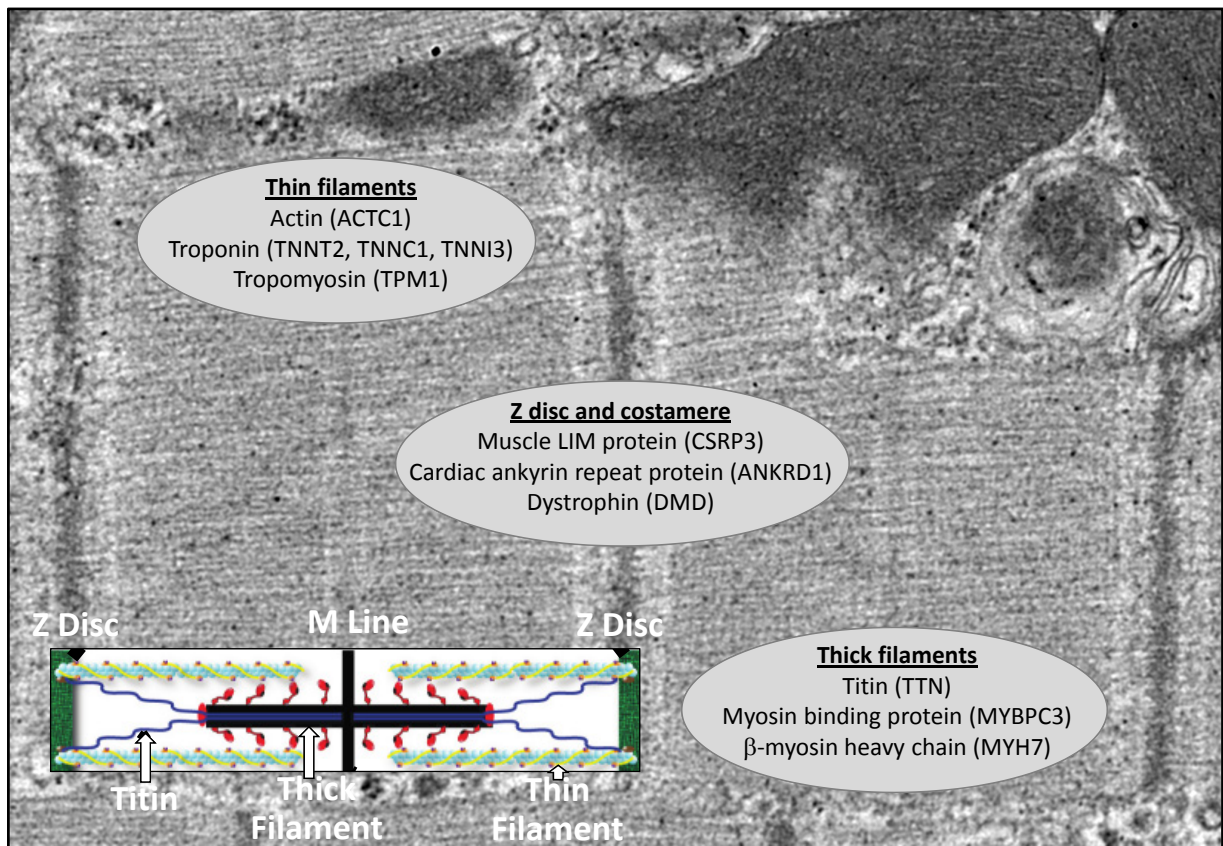 Thin filaments
Actin (ACTC1)
Troponin (TNNT2, TNNC1, TNNI3)
Tropomyosin (TPM1)
Z disc and costamere
Muscle LIM protein (CSRP3)
Cardiac ankyrin repeat protein (ANKRD1)
Dystrophin (DMD)
Thick filaments
Titin (TTN)
Myosin binding protein (MYBPC3)
β-myosin heavy chain (MYH7)
Z Disc
M Line
Z Disc
Titin
Thick
Filament
Thin
Filament